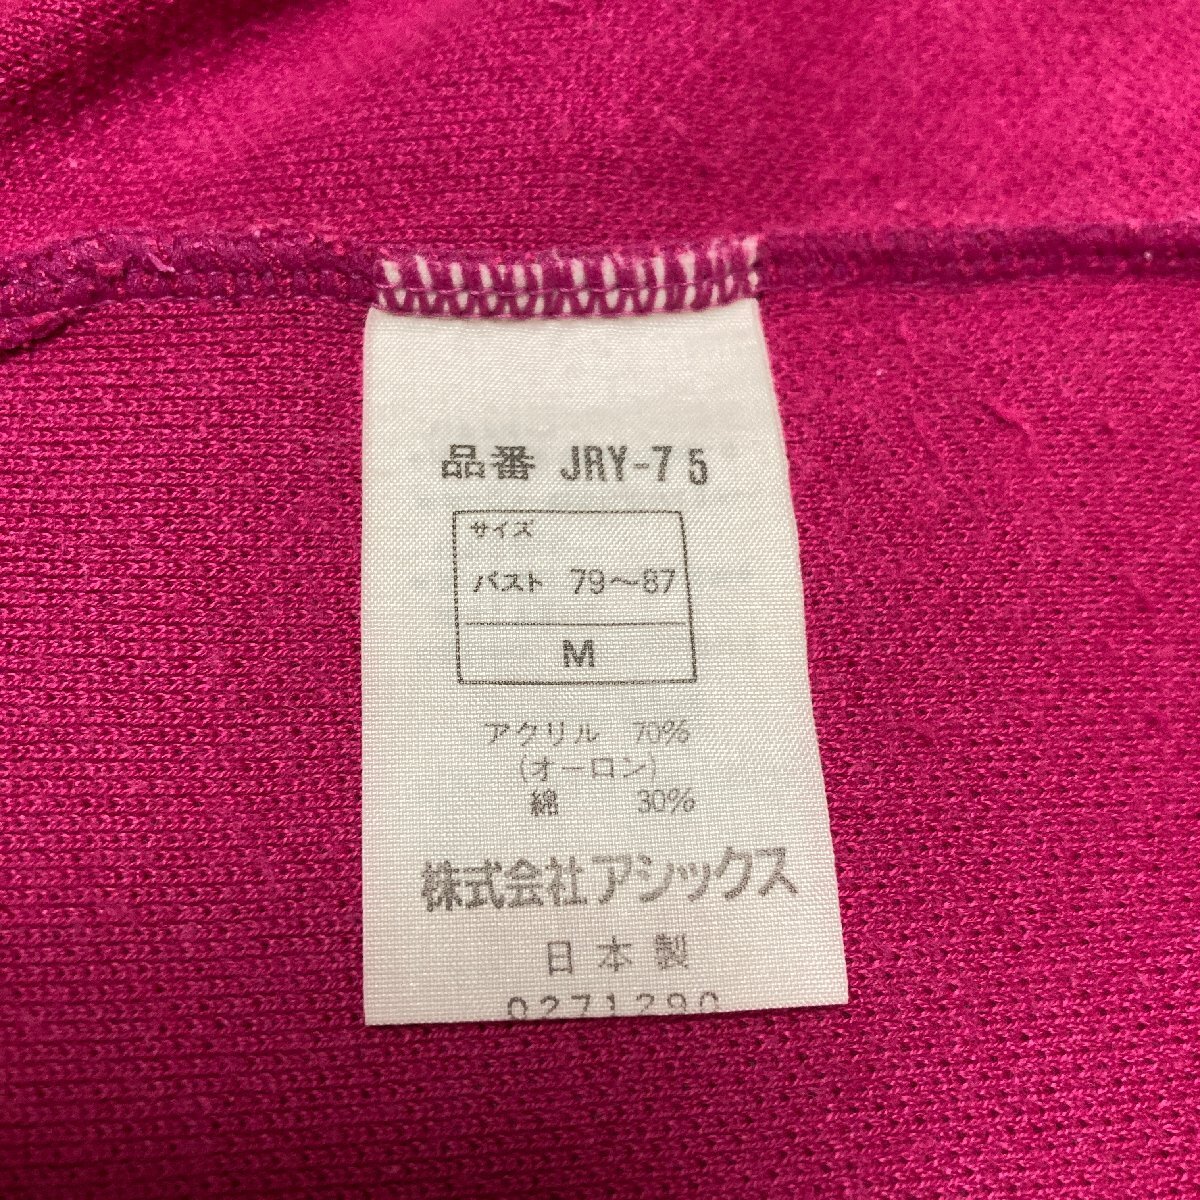 品番 JRY-75
サイズ
バスト 79～87
M
アクリル 70%
(オーロン)
綿 30%
株式会社アシックス
日本製
0271290